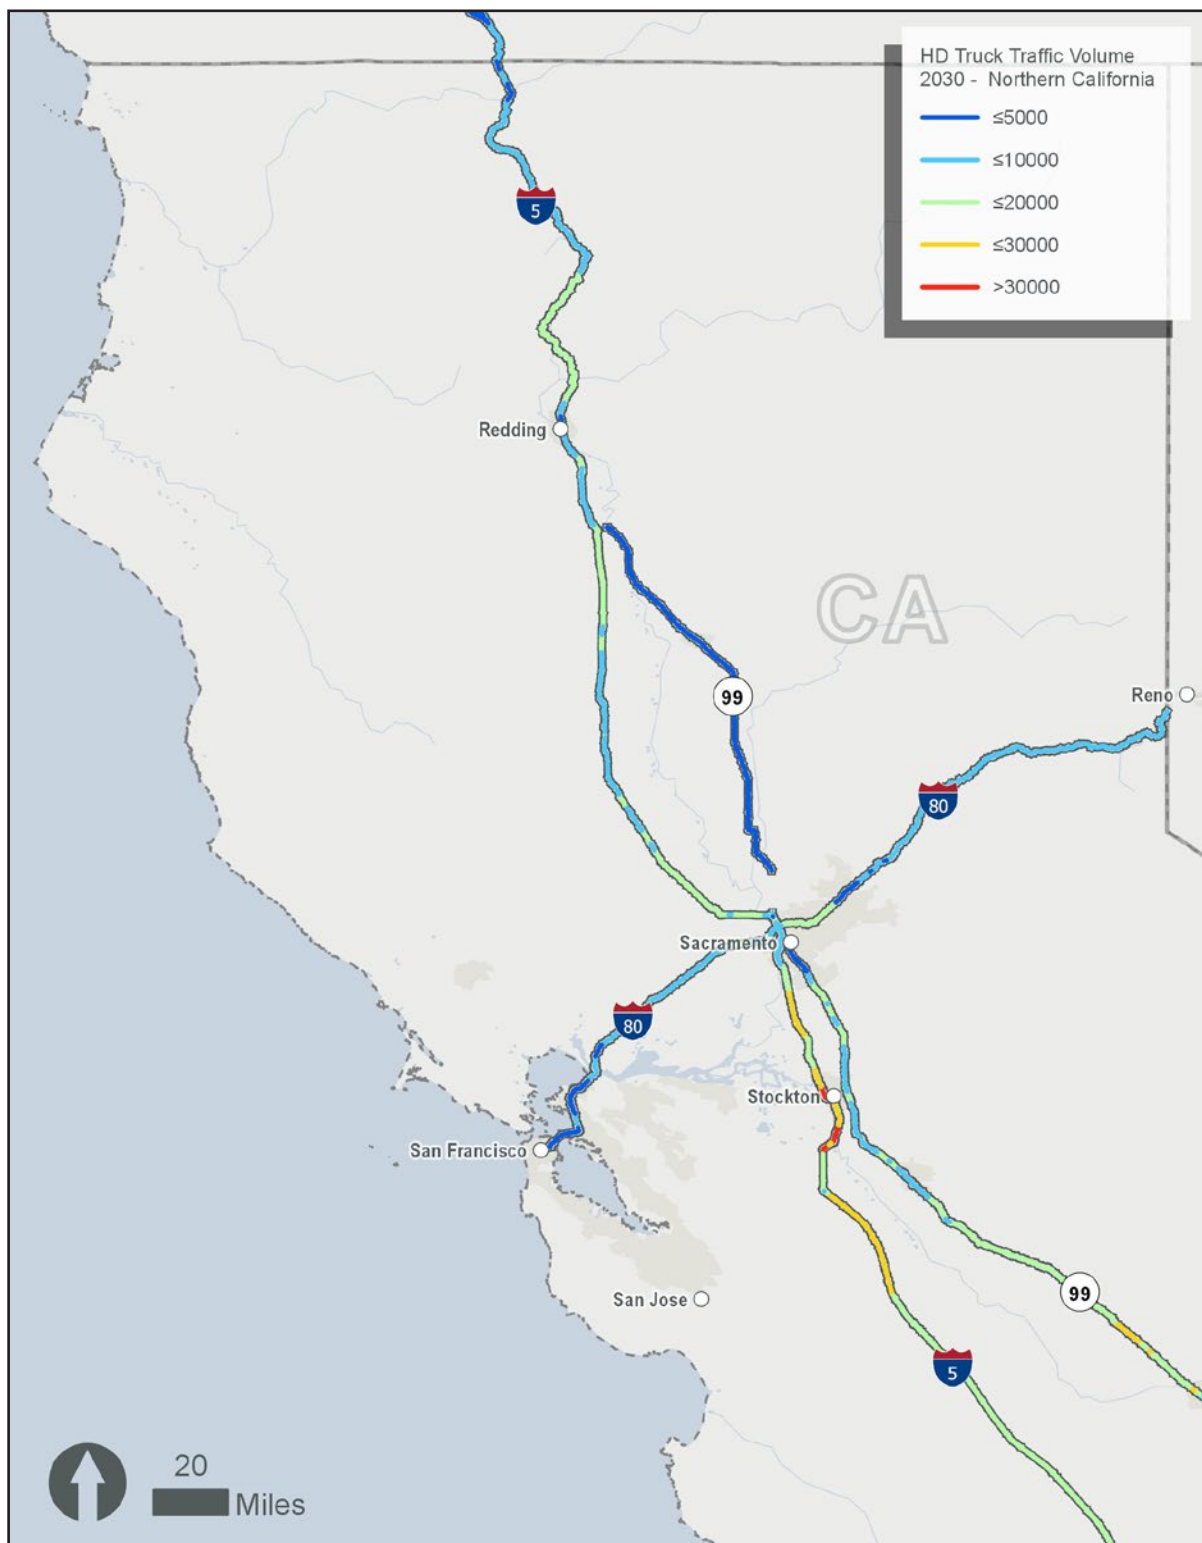 HD Truck Traffic Volume
2030 - Northern California
≤5000
≤10000
≤20000
≤30000
>30000
5
Redding
CA
99
Reno
80
Sacramento
80
Stockton
San Francisco
99
San Jose
5
20
Miles